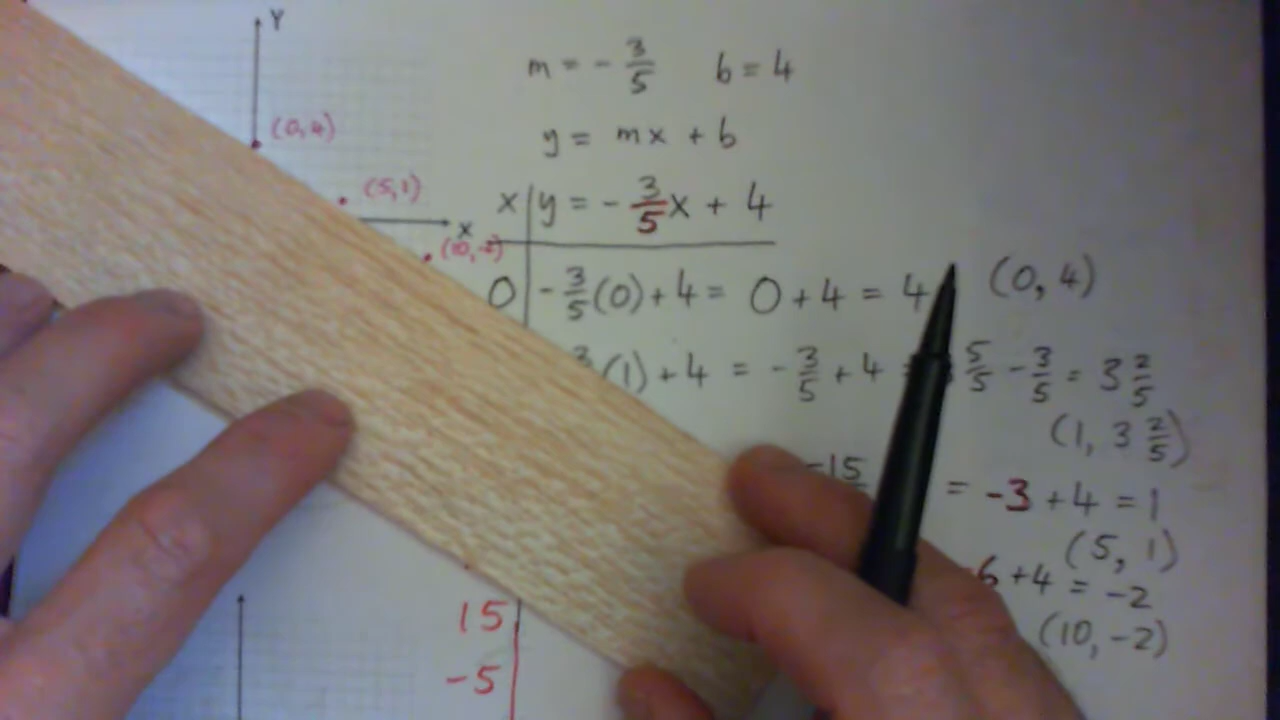 Y
(0,4)
(5,1)
X
(10,-2)
m = - 3/5 b = 4
y = mx + b
x | y = - 3/5 x + 4
0 | - 3/5 (0) + 4 = 0 + 4 = 4 (0, 4)
(1) + 4 = - 3/5 + 4 = 5/5 - 3/5 = 3 2/5
(1, 3 2/5)
-15 = -3 + 4 = 1
(5, 1)
6 + 4 = -2
(10, -2)
15
-5